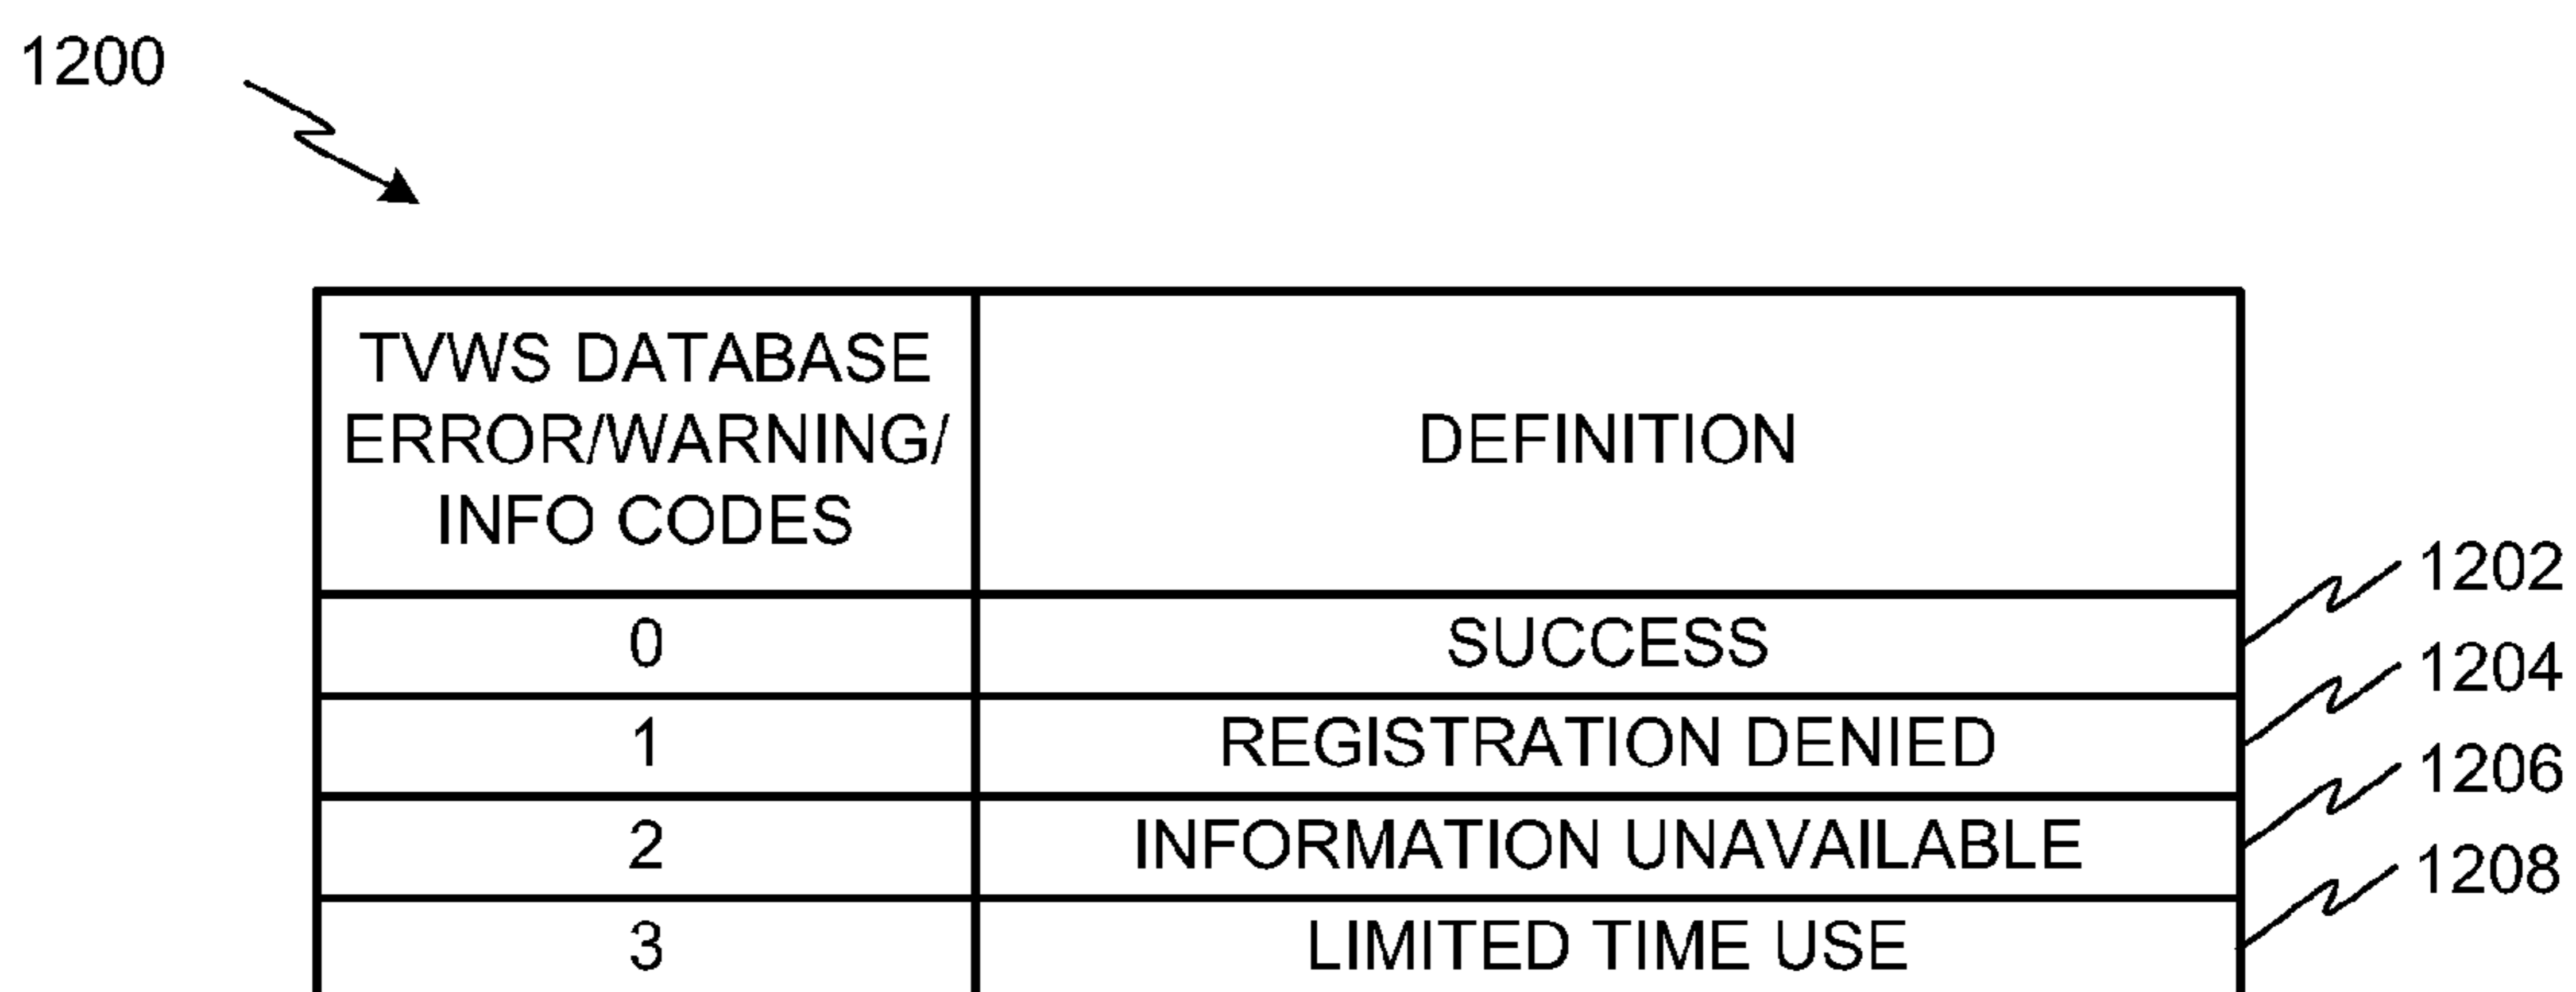 1200
TVWS DATABASE
ERROR/WARNING/
INFO CODES
DEFINITION
0 SUCCESS 1202
1 REGISTRATION DENIED 1204
2 INFORMATION UNAVAILABLE 1206
3 LIMITED TIME USE 1208